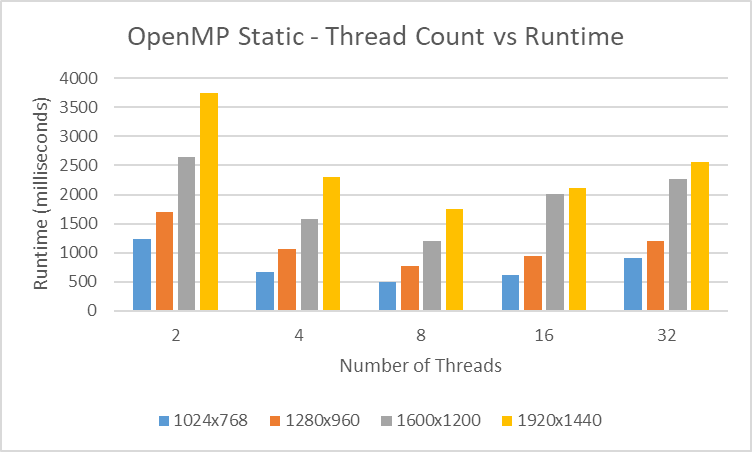 OpenMP Static - Thread Count vs Runtime
Runtime (milliseconds)
4000
3500
3000
2500
2000
1500
1000
500
0
2 4 8 16 32
Number of Threads
1024x768 1280x960 1600x1200 1920x1440